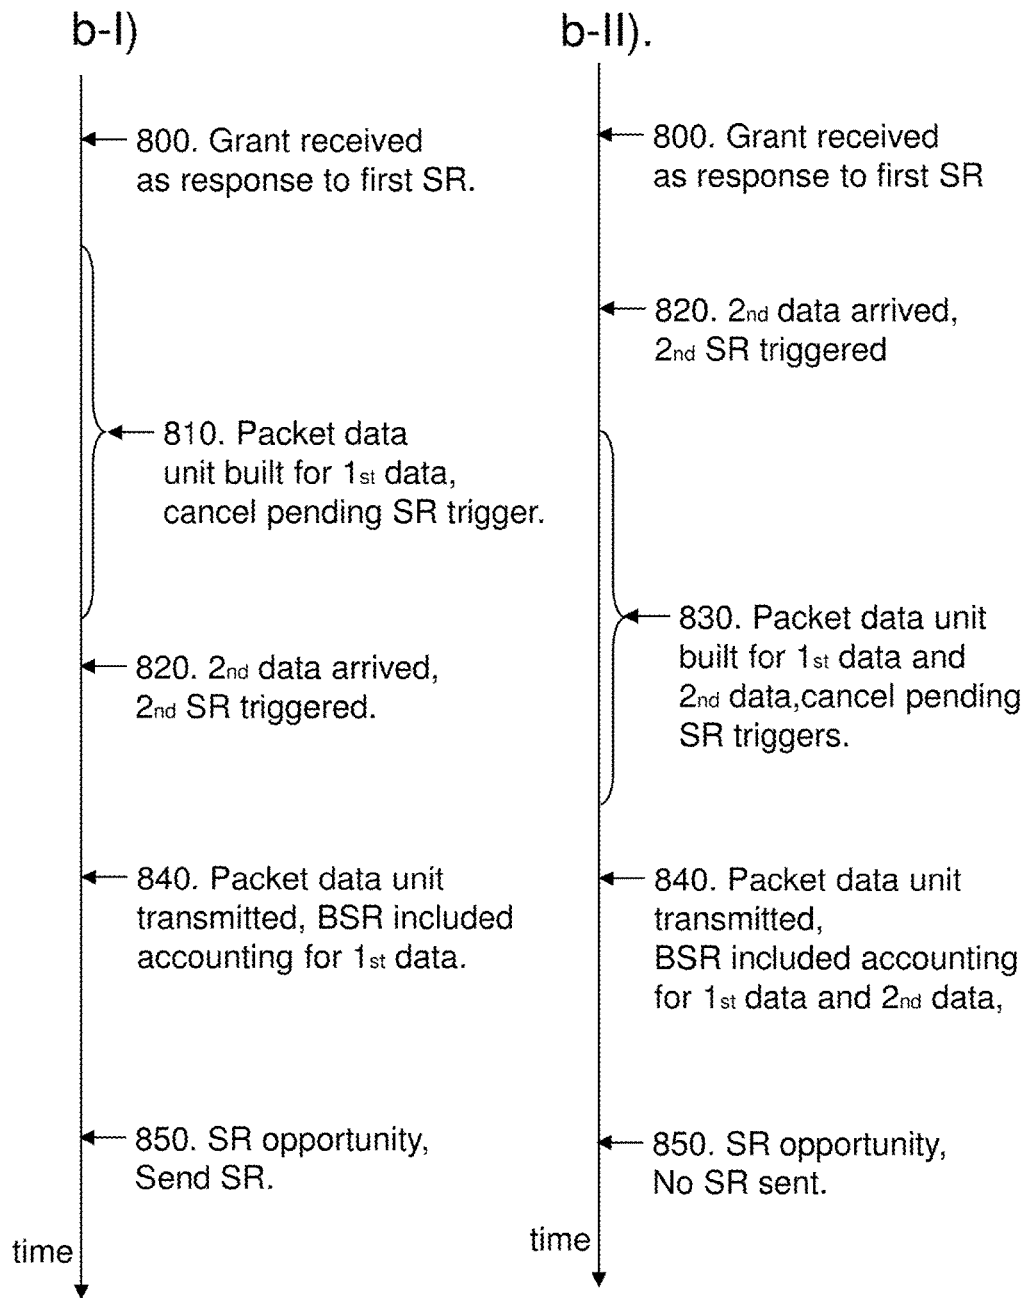 b-I)
800. Grant received
as response to first SR.
810. Packet data
unit built for 1st data,
cancel pending SR trigger.
820. 2nd data arrived,
2nd SR triggered.
840. Packet data unit
transmitted, BSR included
accounting for 1st data.
850. SR opportunity,
Send SR.
time
b-II).
800. Grant received
as response to first SR
820. 2nd data arrived,
2nd SR triggered
830. Packet data unit
built for 1st data and
2nd data,cancel pending
SR triggers.
840. Packet data unit
transmitted,
BSR included accounting
for 1st data and 2nd data,
850. SR opportunity,
No SR sent.
time